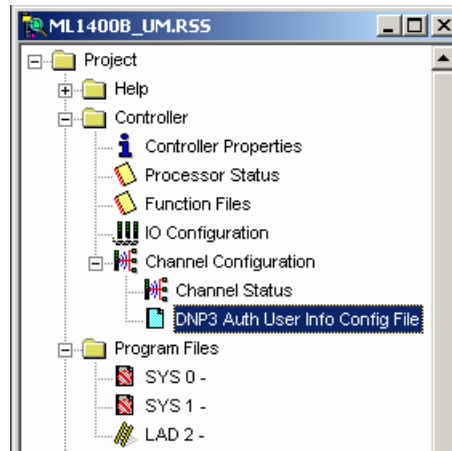 ML1400B_UM.RSS
Project
Help
Controller
Controller Properties
Processor Status
Function Files
IO Configuration
Channel Configuration
Channel Status
DNP3 Auth User Info Config File
Program Files
SYS 0 -
SYS 1 -
LAD 2 -